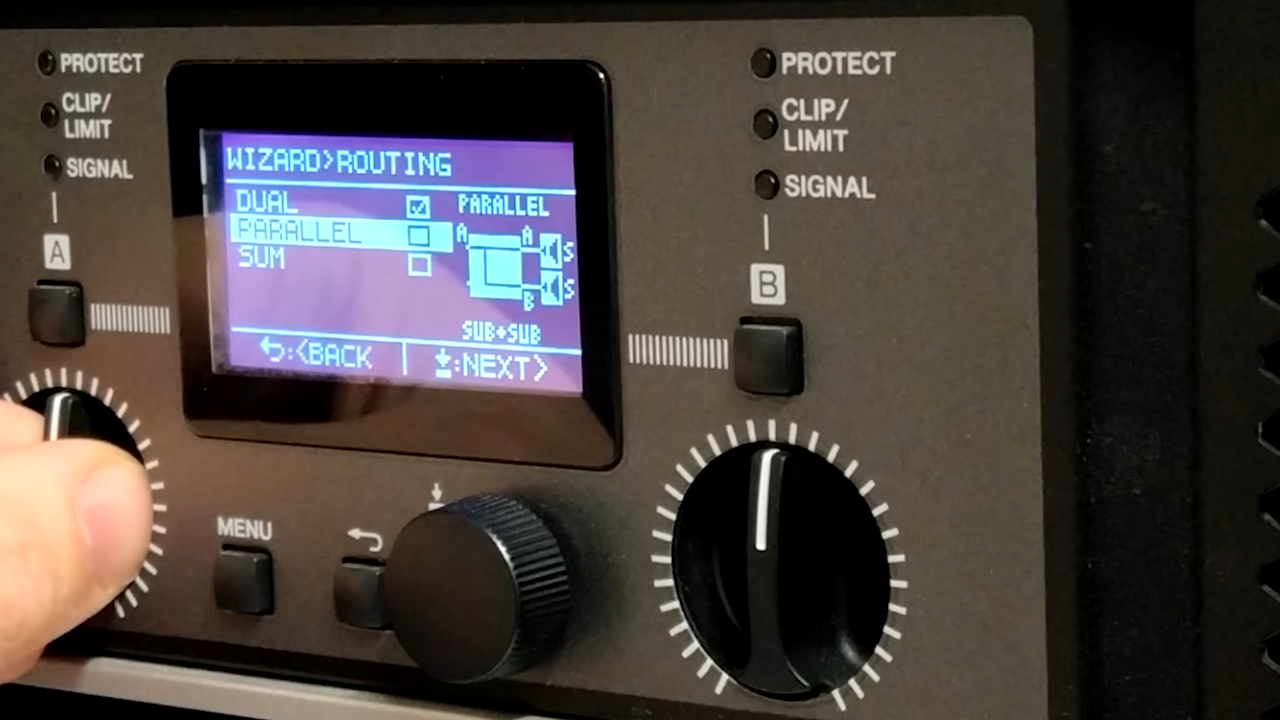 PROTECT
CLIP/
LIMIT
SIGNAL
A
WIZARD>ROUTING
DUAL
PARALLEL
SUM
PARALLEL
A
A
S
S
B
SUB+SUB
:<BACK
:NEXT>
MENU
PROTECT
CLIP/
LIMIT
SIGNAL
B